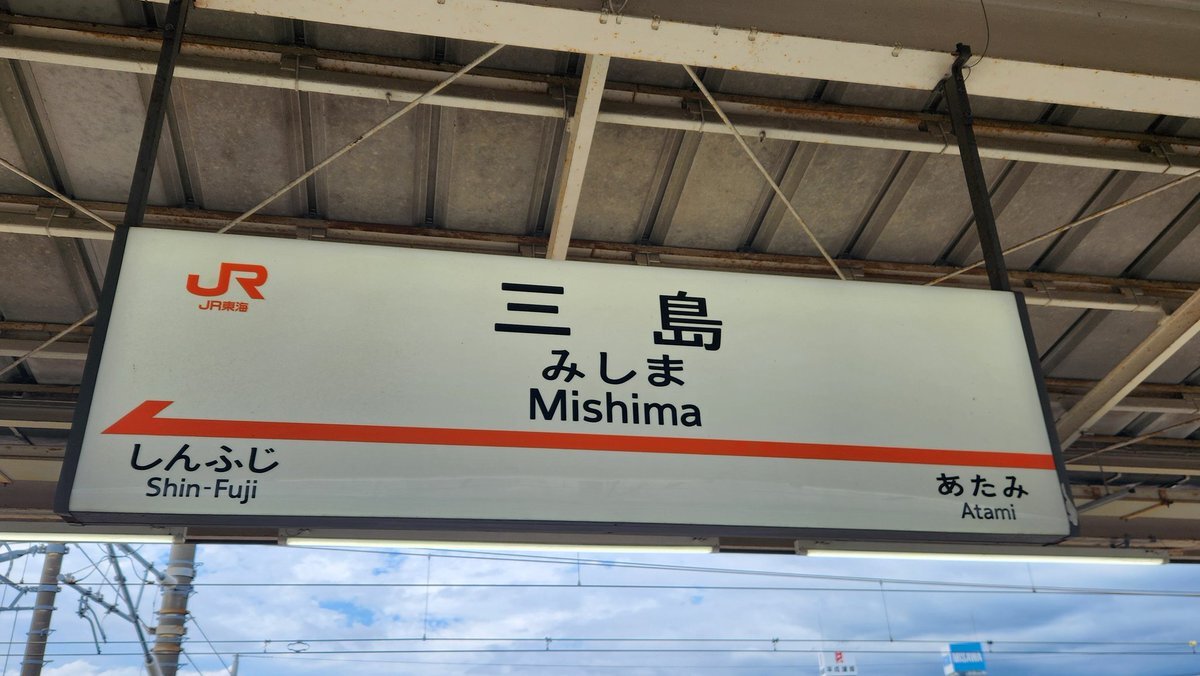 JR
JR東海
三島
みしま
Mishima
しんふじ
Shin-Fuji
あたみ
Atami
MISAWA